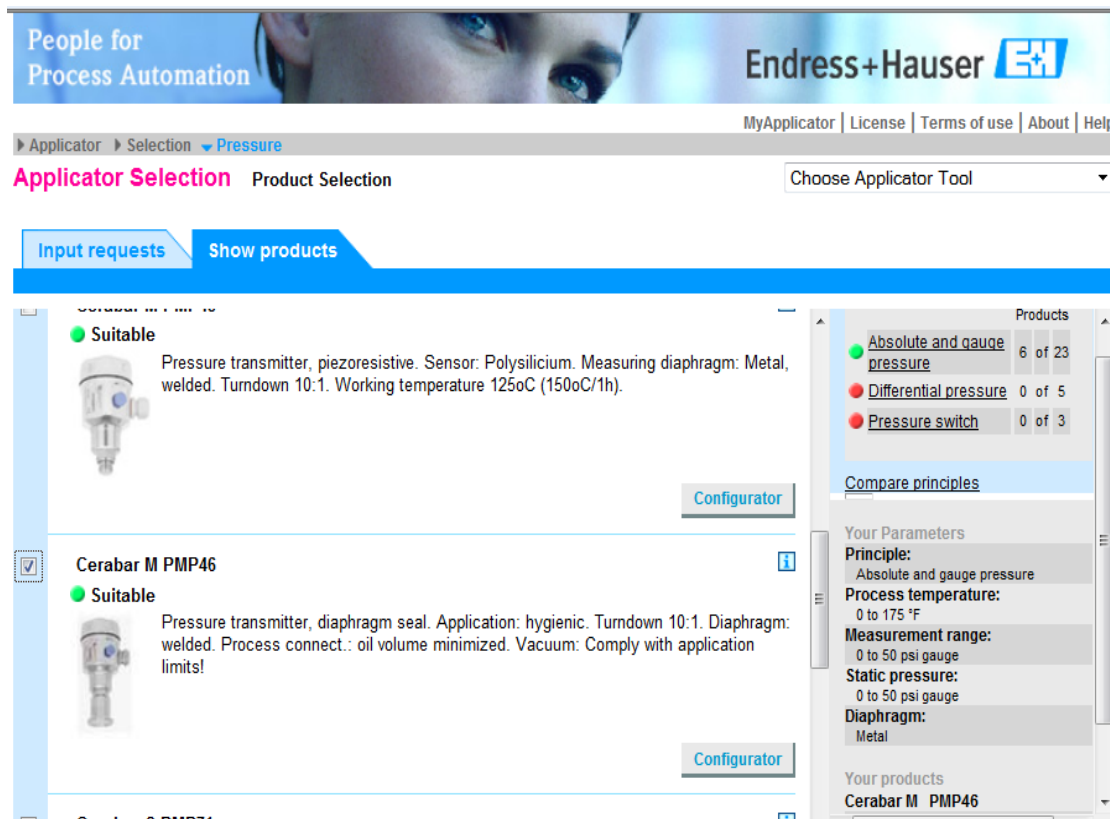 People for
Process Automation
Endress+Hauser
E+H
MyApplicator | License | Terms of use | About | Help
Applicator Selection Pressure
Applicator Selection Product Selection
Choose Applicator Tool
Input requests Show products
Suitable
Pressure transmitter, piezoresistive. Sensor: Polysilicium. Measuring diaphragm: Metal,
welded. Turndown 10:1. Working temperature 125oC (150oC/1h).
Configurator
Cerabar M PMP46
Suitable
Pressure transmitter, diaphragm seal. Application: hygienic. Turndown 10:1. Diaphragm:
welded. Process connect.: oil volume minimized. Vacuum: Comply with application
limits!
Configurator
Products
Absolute and gauge
pressure 6 of 23
Differential pressure 0 of 5
Pressure switch 0 of 3
Compare principles
Your Parameters
Principle:
Absolute and gauge pressure
Process temperature:
0 to 175 °F
Measurement range:
0 to 50 psi gauge
Static pressure:
0 to 50 psi gauge
Diaphragm:
Metal
Your products
Cerabar M PMP46